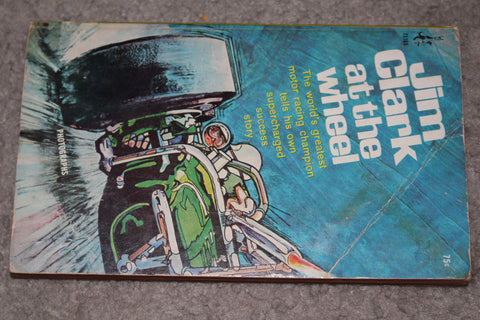 Jim
Clark
at the
wheel
The world's greatest
motor racing champion
tells his own
supercharged
success
story
PHOTOGRAPHS
75¢